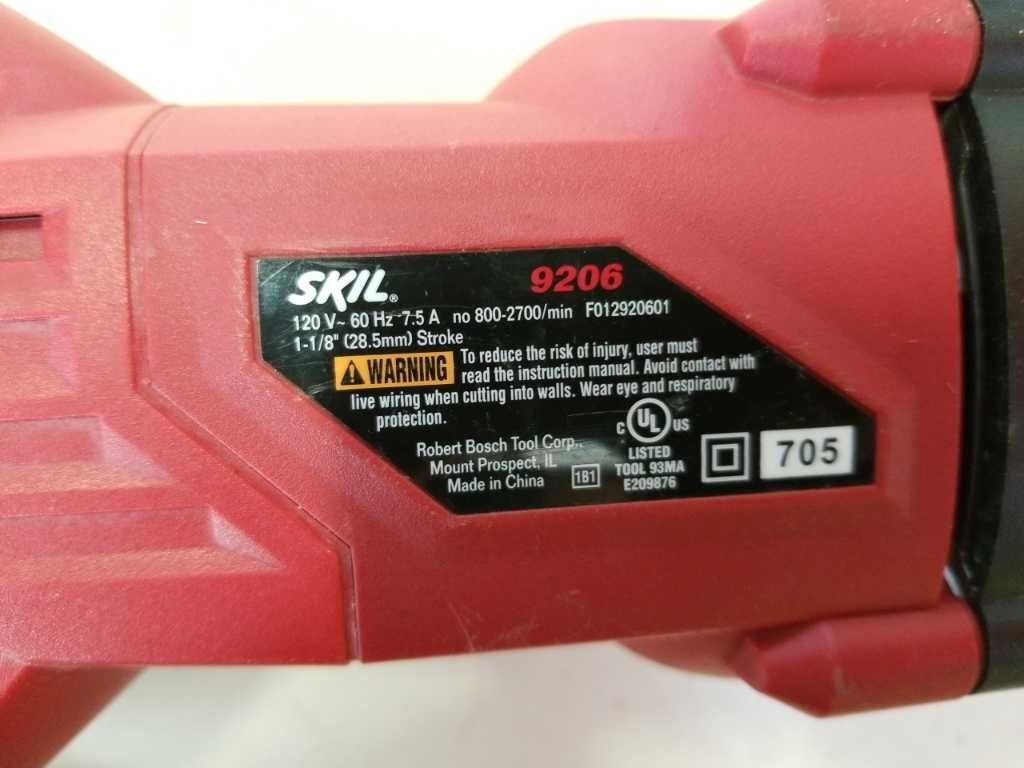 SKIL® 9206
120 V~ 60 Hz 7.5 A no 800-2700/min F012920601
1-1/8" (28.5mm) Stroke
WARNING To reduce the risk of injury, user must
read the instruction manual. Avoid contact with
live wiring when cutting into walls. Wear eye and respiratory
protection.
Robert Bosch Tool Corp.
Mount Prospect, IL
Made in China
1B1
C UL US
LISTED
TOOL 93MA
E209876
705